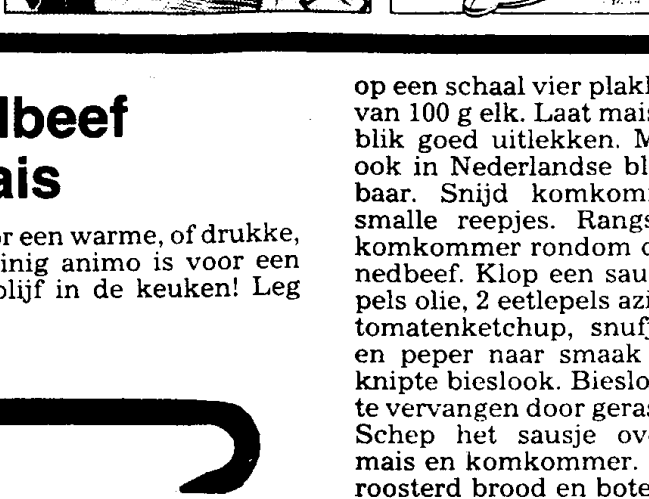 lbeef
ais
r een warme, of drukke,
inig animo is voor een
lijf in de keuken! Leg
op een schaal vier plakk
van 100 g elk. Laat mais
blik goed uitlekken. M
ook in Nederlandse bl
baar. Snijd komkom
smalle reepjes. Rangs
komkommer rondom
nedbeef. Klop een sau
pels olie, 2 eetlepels azi
tomatenketchup, snuf
en peper naar smaak
knipte bieslook. Bieslo
te vervangen door geras
Schep het sausje ov
mais en komkommer.
roosterd brood en bote